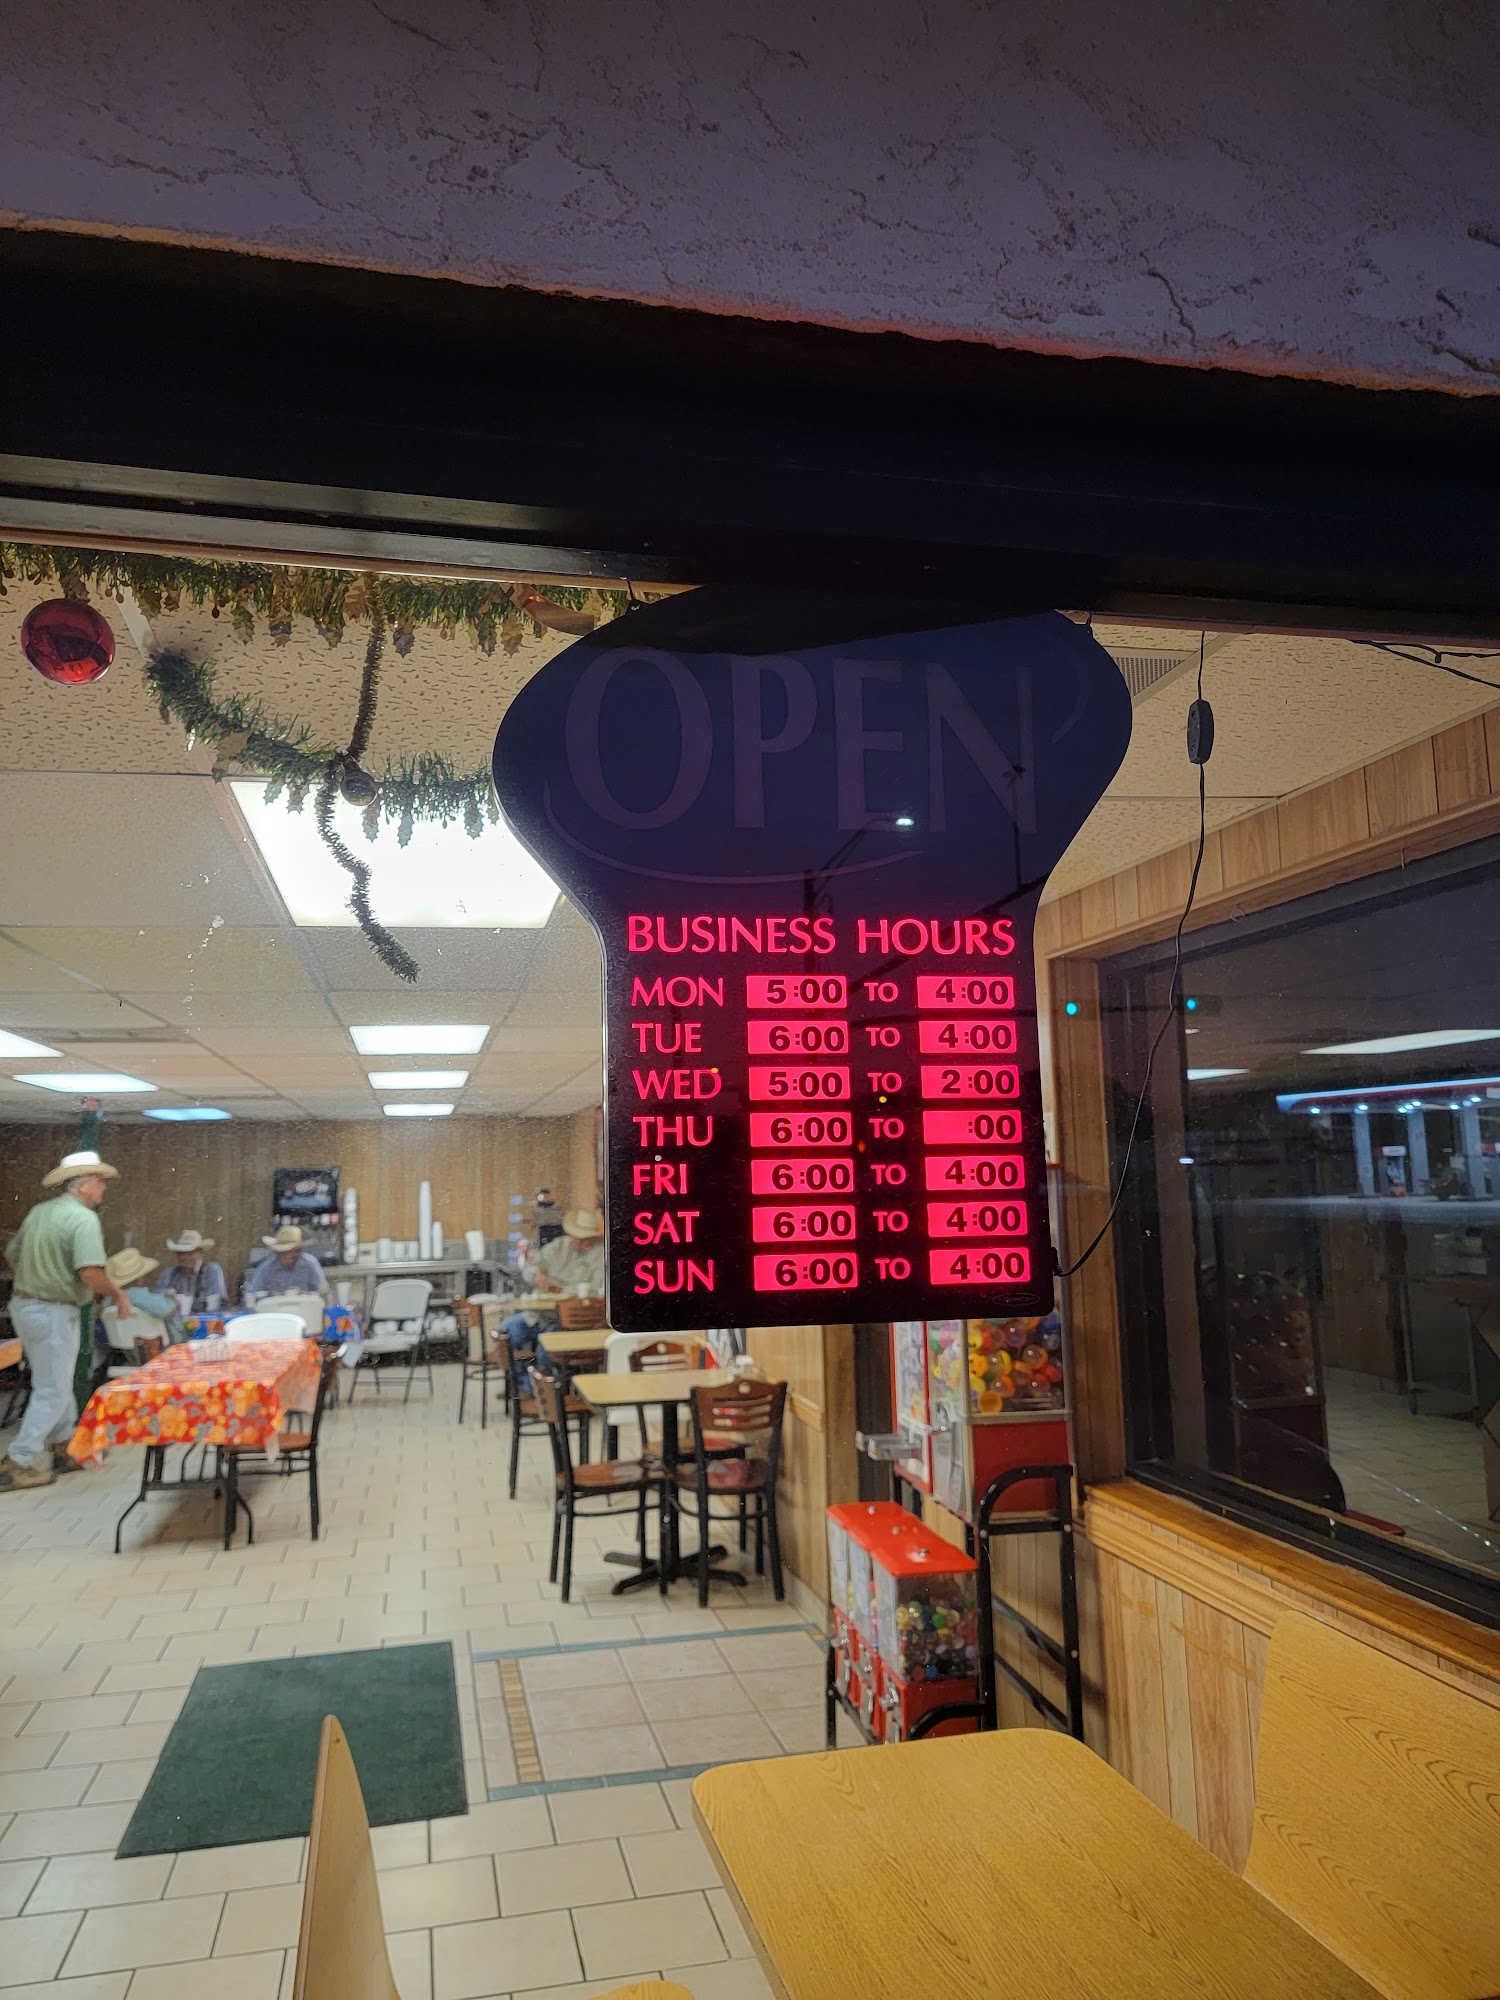 OPEN
BUSINESS HOURS
MON 5:00 TO 4:00
TUE 6:00 TO 4:00
WED 5:00 TO 2:00
THU 6:00 TO :00
FRI 6:00 TO 4:00
SAT 6:00 TO 4:00
SUN 6:00 TO 4:00